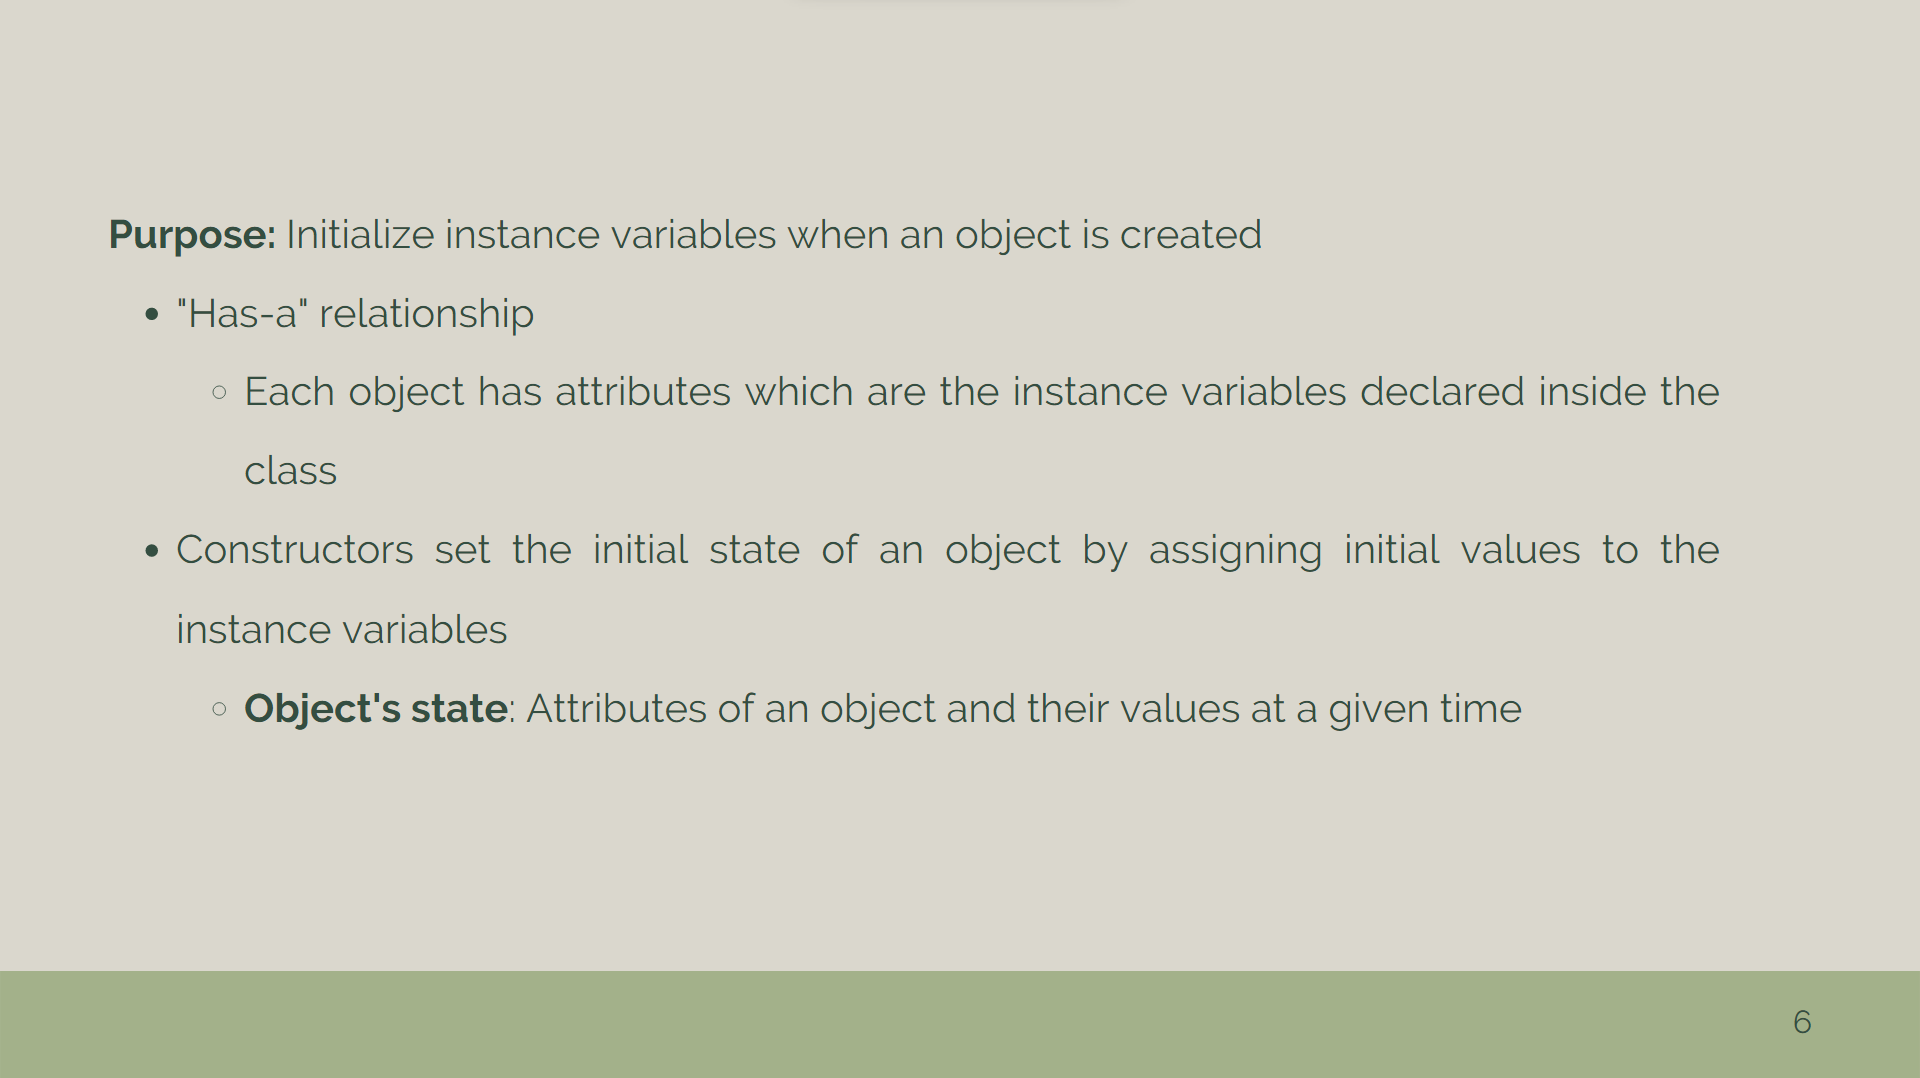 Purpose: Initialize instance variables when an object is created
• "Has-a" relationship
◦ Each object has attributes which are the instance variables declared inside the
class
• Constructors set the initial state of an object by assigning initial values to the
instance variables
◦ Object's state: Attributes of an object and their values at a given time
6